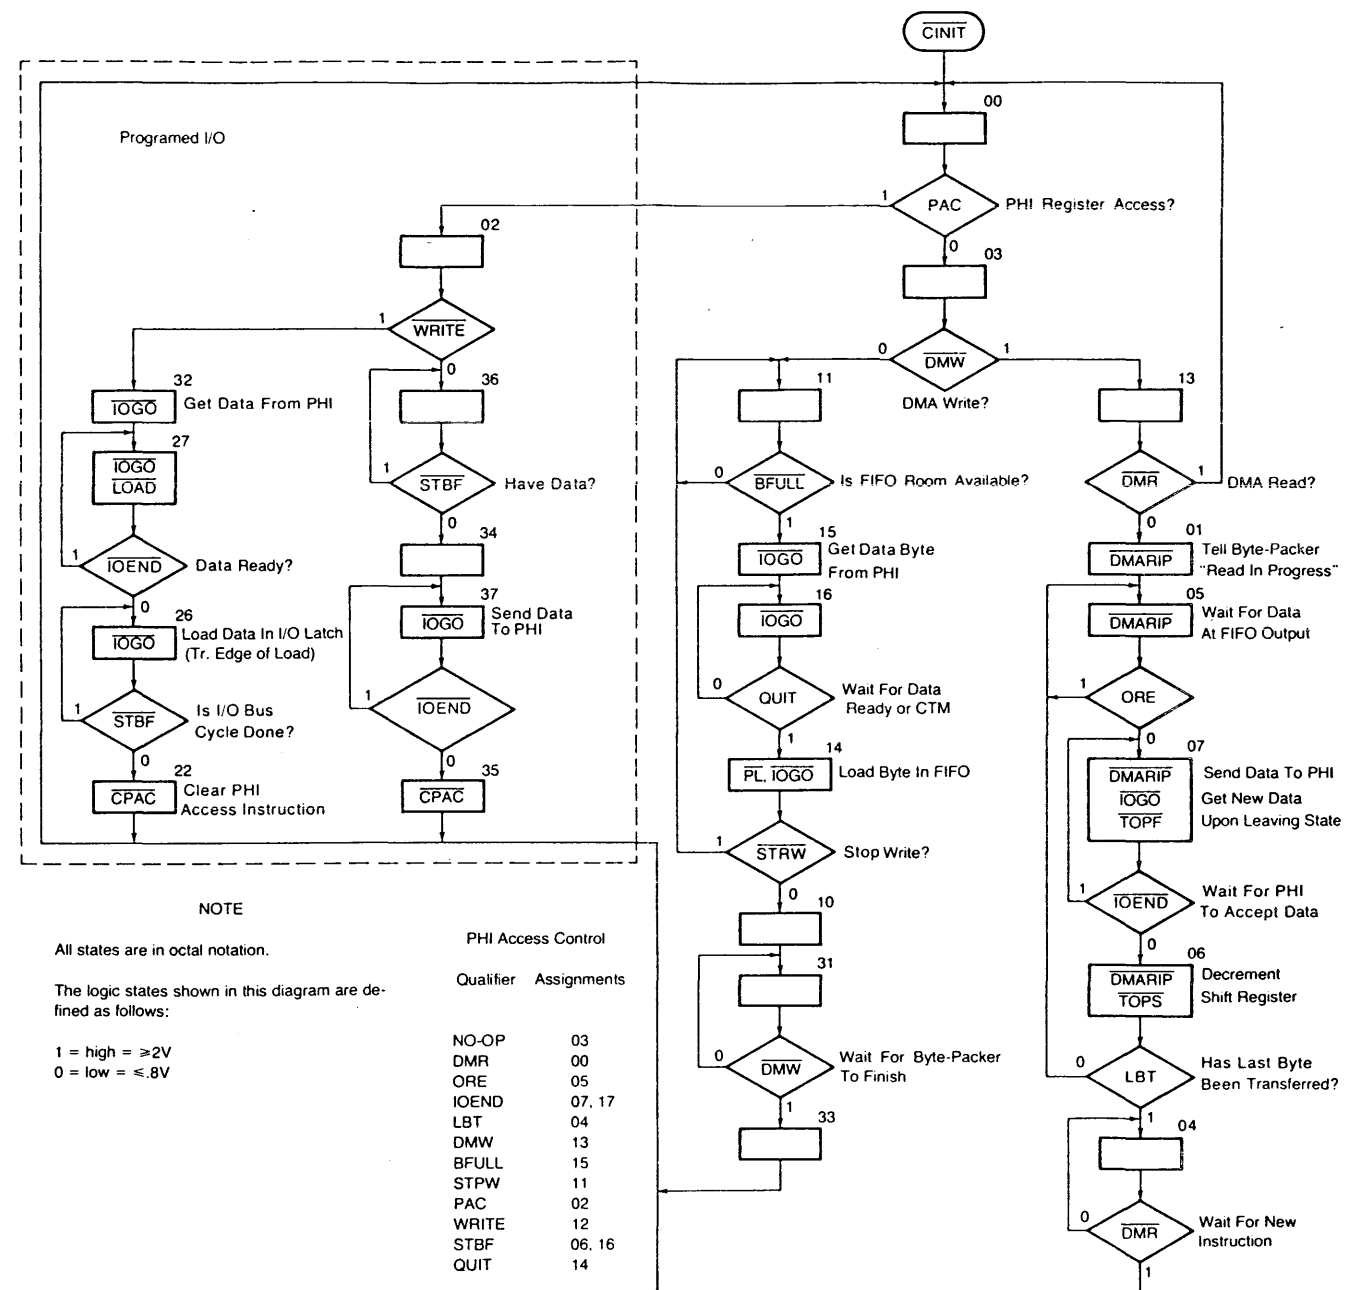 CINIT
00
Programed I/O
1
PAC
PHI Register Access?
0
02
03
1
WRITE
0
0
DMW
1
DMA Write?
32
IOGO
Get Data From PHI
27
IOGO
LOAD
1
IOEND
Data Ready?
0
26
IOGO
Load Data In I/O Latch
(Tr. Edge of Load)
1
STBF
Is I/O Bus
Cycle Done?
0
22
CPAC
Clear PHI
Access Instruction
36
1
STBF
Have Data?
0
34
37
IOGO
Send Data
To PHI
1
IOEND
0
35
CPAC
11
0
BFULL
Is FIFO Room Available?
1
15
IOGO
Get Data Byte
From PHI
16
IOGO
0
QUIT
Wait For Data
Ready or CTM
1
14
PL, IOGO
Load Byte In FIFO
1
STRW
Stop Write?
0
10
31
0
DMW
Wait For Byte-Packer
To Finish
1
33
13
DMR
1
DMA Read?
0
01
DMARIP
Tell Byte-Packer
"Read In Progress"
05
DMARIP
Wait For Data
At FIFO Output
1
ORE
0
07
DMARIP
IOGO
TOPF
Send Data To PHI
Get New Data
Upon Leaving State
1
IOEND
Wait For PHI
To Accept Data
0
06
DMARIP
TOPS
Decrement
Shift Register
0
LBT
Has Last Byte
Been Transferred?
1
04
0
DMR
Wait For New
Instruction
1
NOTE
All states are in octal notation.
The logic states shown in this diagram are de-
fined as follows:
1 = high = ⩾2V
0 = low = ⩽.8V
PHI Access Control
Qualifier Assignments
NO-OP 03
DMR 00
ORE 05
IOEND 07, 17
LBT 04
DMW 13
BFULL 15
STPW 11
PAC 02
WRITE 12
STBF 06, 16
QUIT 14